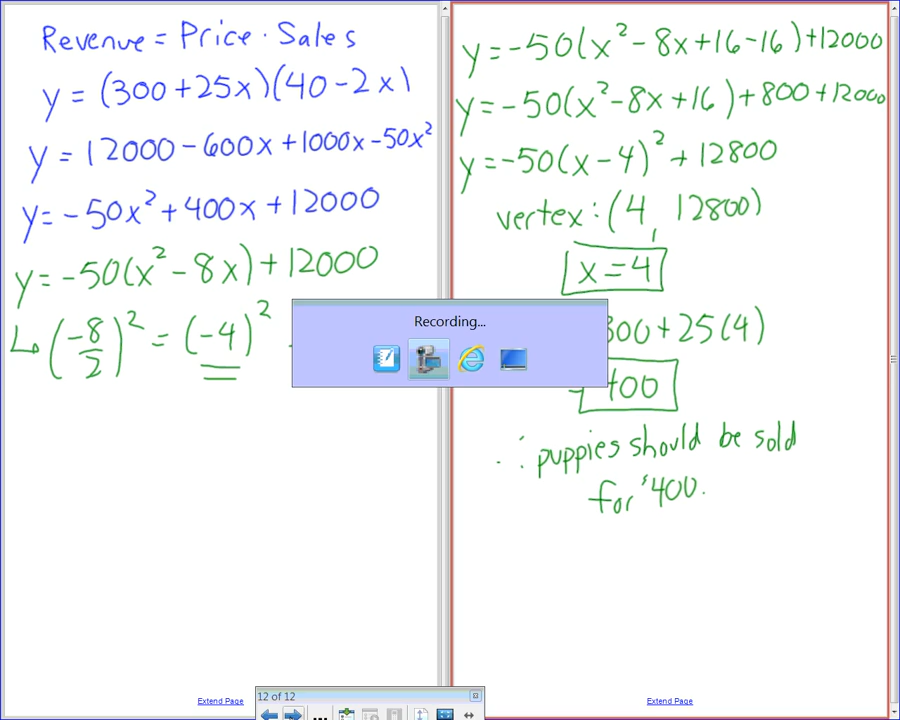 Revenue = Price · Sales
y = (300 + 25x)(40 - 2x)
y = 12000 - 600x + 1000x - 50x²
y = -50x² + 400x + 12000
y = -50(x² - 8x) + 12000
↳ (-8/2)² = (-4)²
y = -50(x² - 8x + 16 - 16) + 12000
y = -50(x² - 8x + 16) + 800 + 12000
y = -50(x - 4)² + 12800
vertex: (4, 12800)
x = 4
300 + 25(4)
400
∴ puppies should be sold
for $400.
Recording...
Extend Page
12 of 12
Extend Page